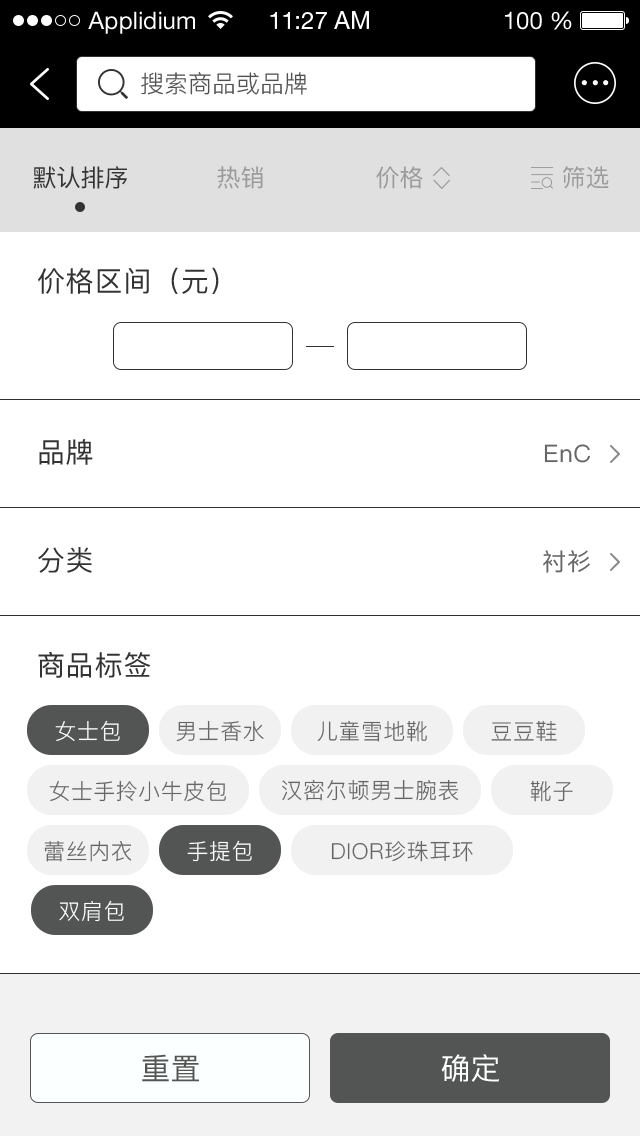 Applidium 11:27 AM 100 %
搜索商品或品牌
默认排序 热销 价格 筛选
价格区间（元）
—
品牌 EnC
分类 衬衫
商品标签
女士包 男士香水 儿童雪地靴 豆豆鞋
女士手拎小牛皮包 汉密尔顿男士腕表 靴子
蕾丝内衣 手提包 DIOR珍珠耳环
双肩包
重置 确定